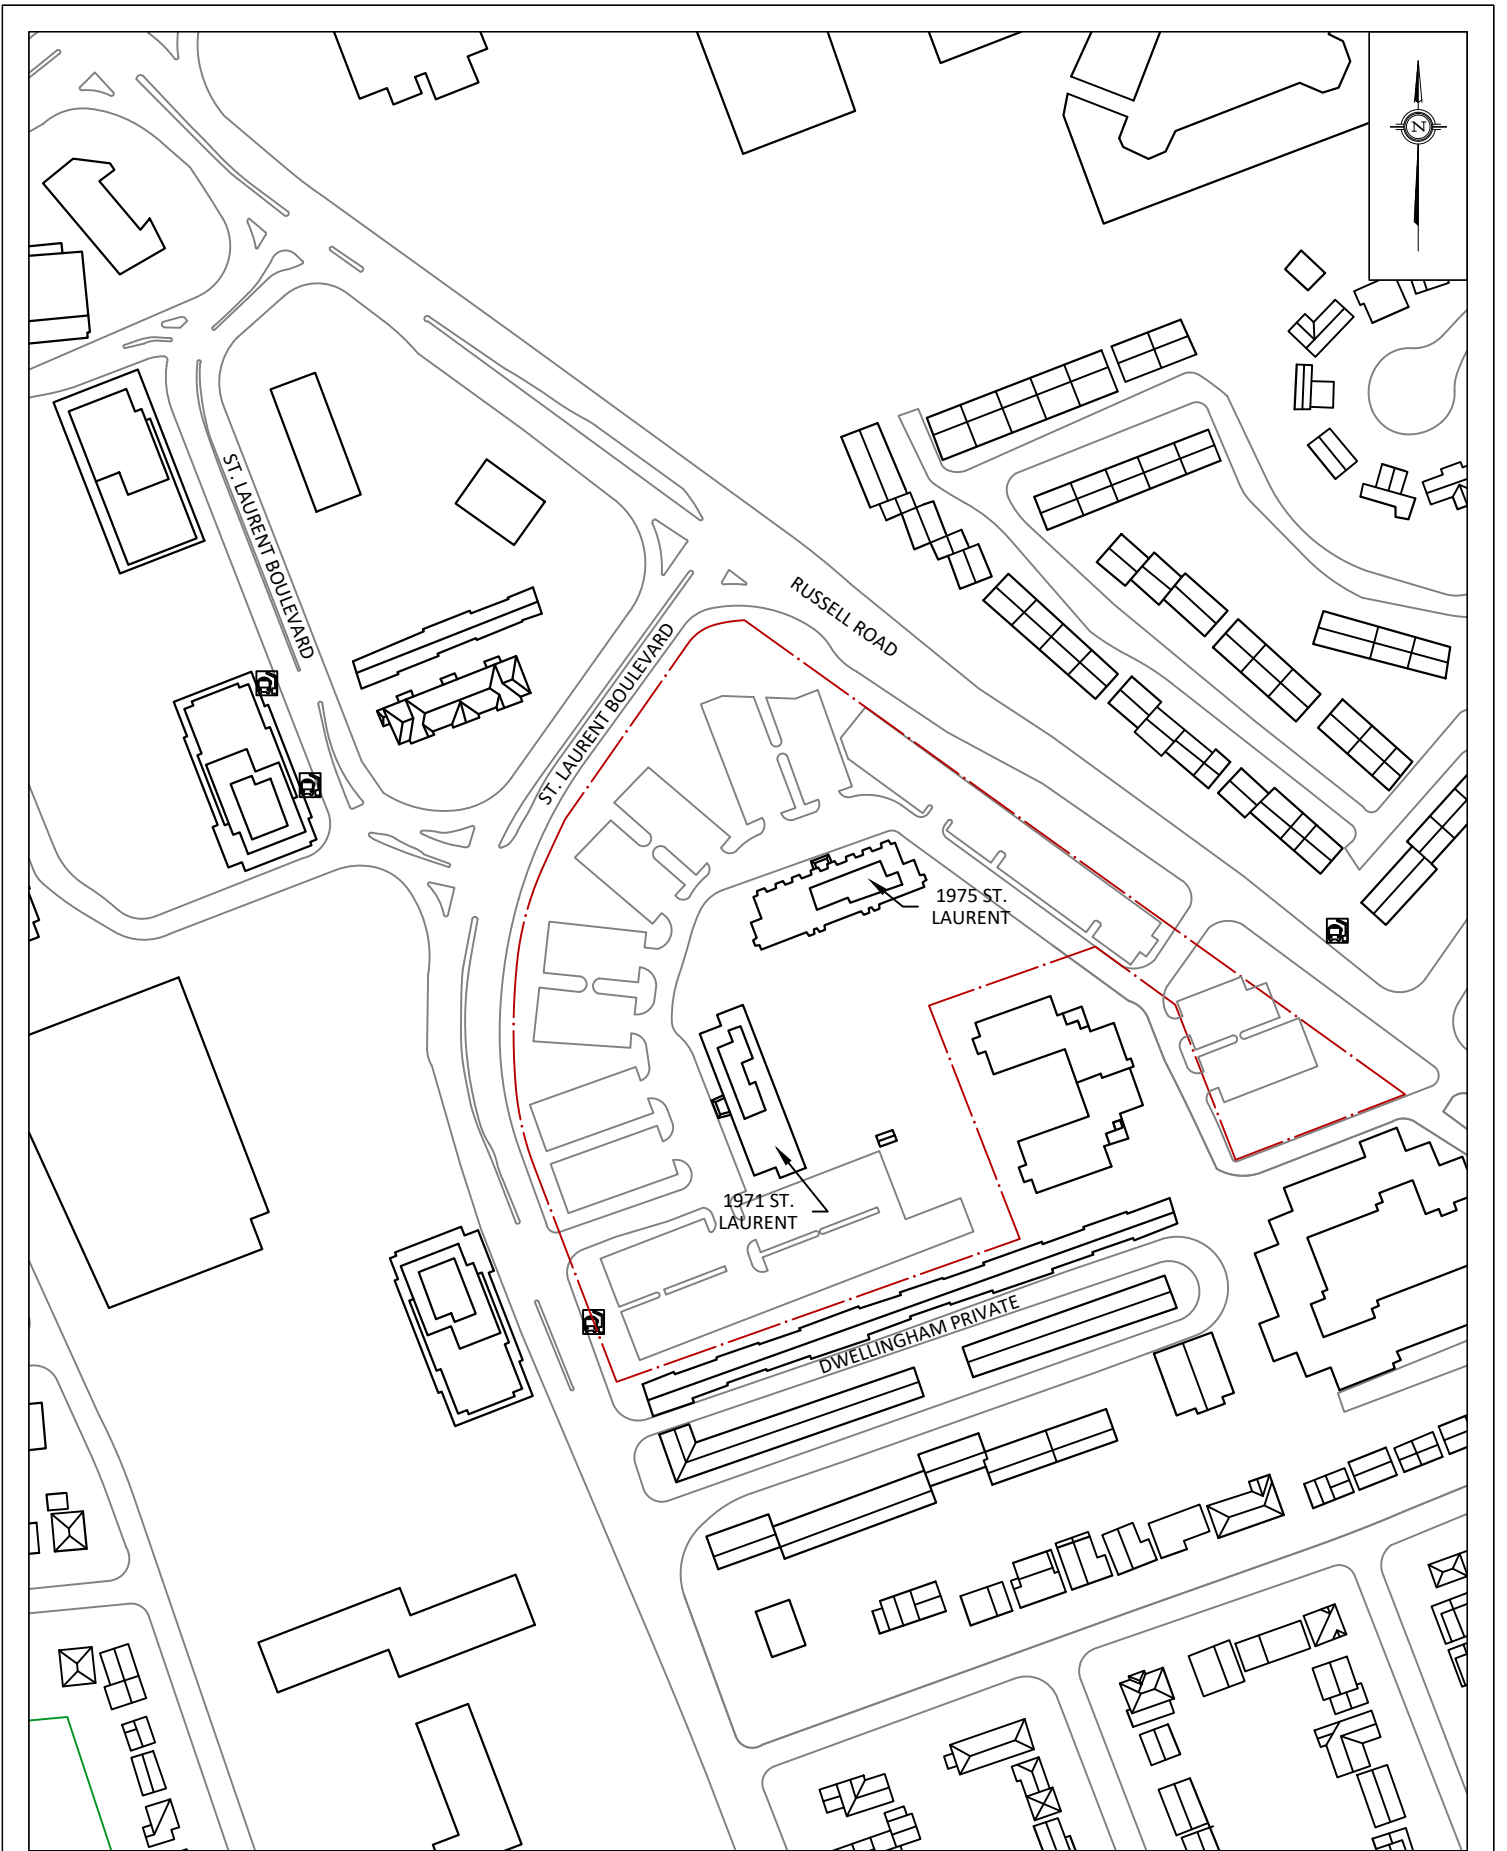 N
ST. LAURENT BOULEVARD
RUSSELL ROAD
ST. LAURENT BOULEVARD
1975 ST.
LAURENT
1971 ST.
LAURENT
DWELLINGHAM PRIVATE